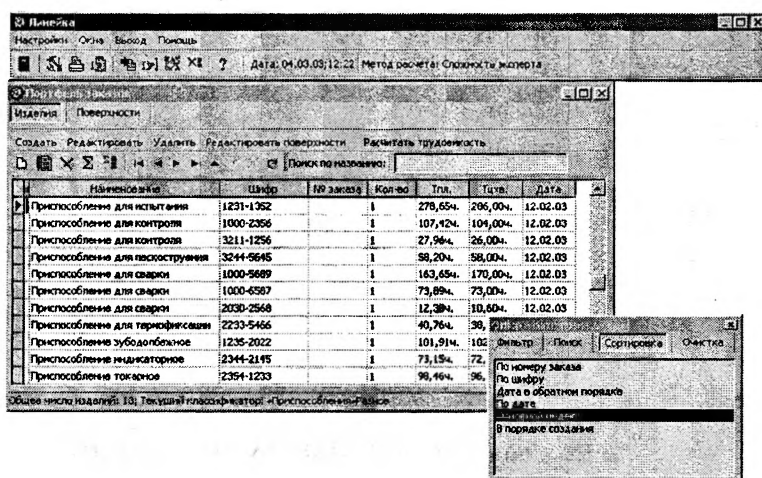 Линейка
Настройки Окна Выход Помощь
? Дата: 04.03.03;12:22 Метод расчета: Сложность эксперта
Портфель заказов
Изделия Поверхности
Создать Редактировать Удалить Редактировать поверхности Расчитать трудоемкость
Поиск по названию:
Наименование Шифр № заказа Кол-во Тпл. Тцхв. Дата
Приспособление для испытания 1231-1352 1 278,65ч. 286,00ч. 12.02.03
Приспособление для контроля 1000-2356 1 107,42ч. 104,00ч. 12.02.03
Приспособление для контроля 3211-1256 1 27,96ч. 26,00ч. 12.02.03
Приспособление для пескоструения 3244-5645 1 58,20ч. 58,00ч. 12.02.03
Приспособление для сварки 1000-5689 1 163,65ч. 170,00ч. 12.02.03
Приспособление для сварки 1000-6587 1 73,89ч. 73,00ч. 12.02.03
Приспособление для сварки 2030-2568 1 12,38ч. 10,60ч. 12.02.03
Приспособление для термофиксации 2233-5466 1 40,76ч. 38,
Приспособление зубодолбежное 1235-2022 1 101,91ч. 102
Приспособление индикаторное 2344-2145 1 73,15ч. 72,
Приспособление токарное 2354-1233 1 98,46ч. 96,
Общее число изделий: 18; Текущий классификатор: «Приспособления»Разное
Фильтр Поиск Сортировка Очистка
По номеру заказа
По шифру
Дата в обратном порядке
По дате
В порядке создания